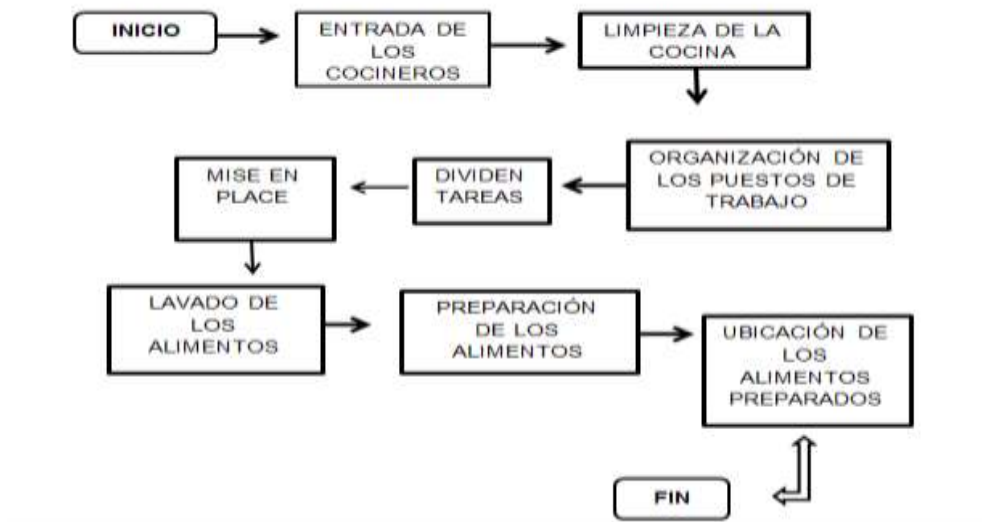 INICIO
ENTRADA DE
LOS
COCINEROS
LIMPIEZA DE LA
COCINA
ORGANIZACIÓN DE
LOS PUESTOS DE
TRABAJO
DIVIDEN
TAREAS
MISE EN
PLACE
LAVADO DE
LOS
ALIMENTOS
PREPARACIÓN
DE LOS
ALIMENTOS
UBICACIÓN DE
LOS
ALIMENTOS
PREPARADOS
FIN